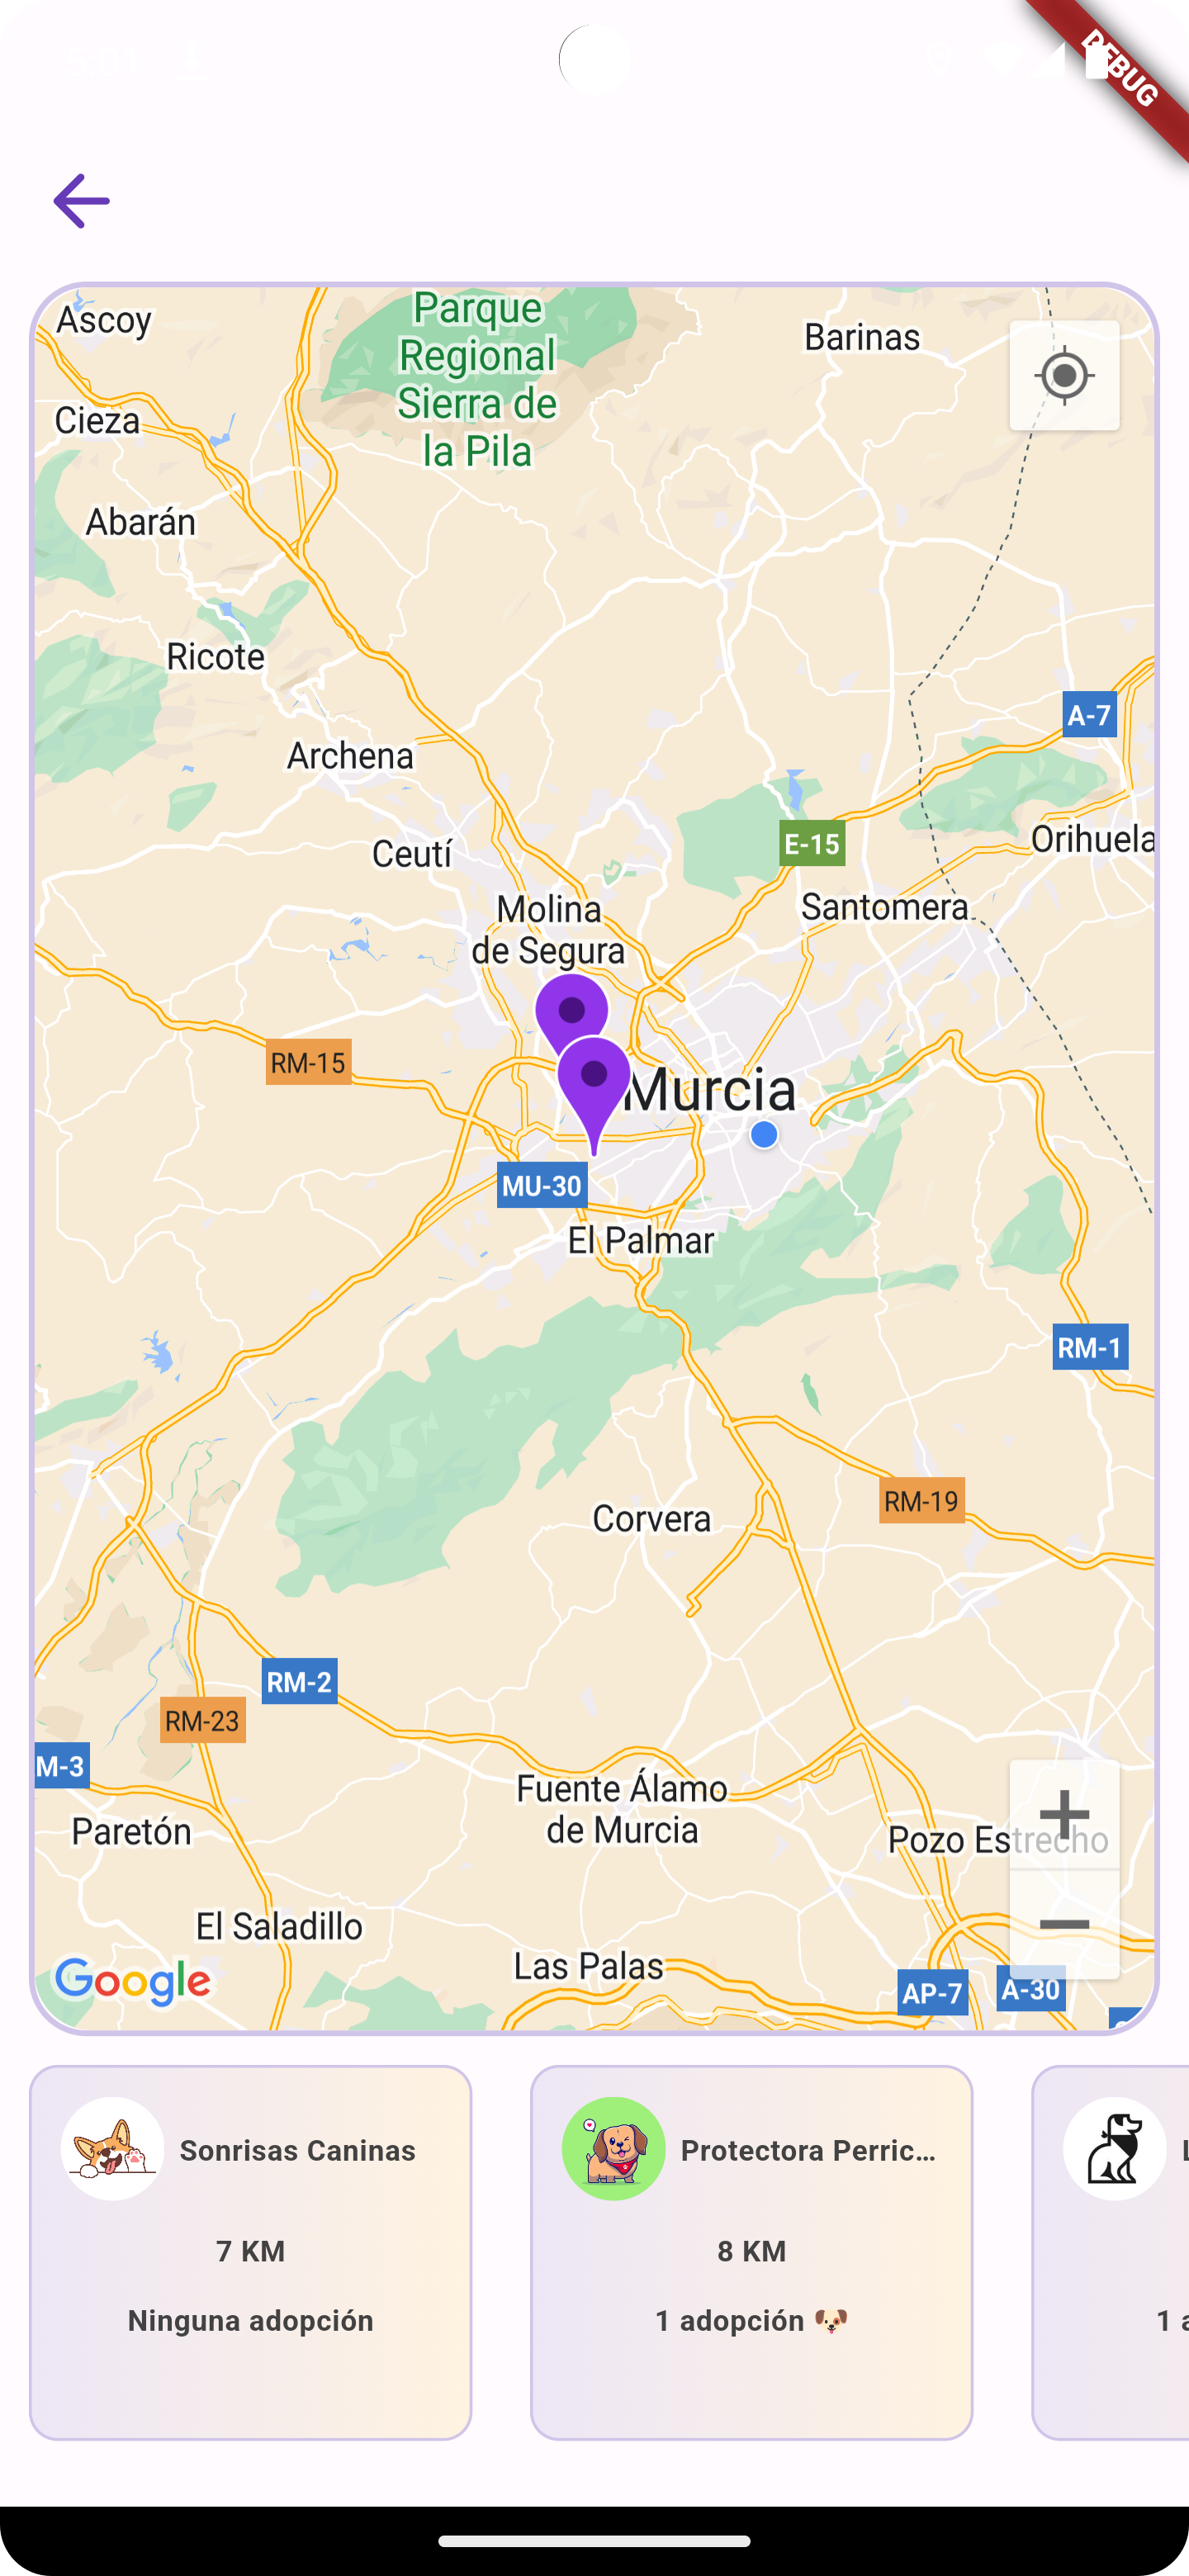 DEBUG
Ascoy
Parque
Regional
Sierra de
la Pila
Barinas
Cieza
Abarán
Ricote
A-7
Archena
E-15
Orihuela
Ceutí
Molina
de Segura
Santomera
RM-15
Murcia
MU-30
El Palmar
RM-1
RM-19
Corvera
RM-2
RM-23
M-3
Fuente Álamo
de Murcia
Paretón
Pozo Estrecho
El Saladillo
Las Palas
Google
AP-7
A-30
Sonrisas Caninas
7 KM
Ninguna adopción
Protectora Perric...
8 KM
1 adopción
1 a